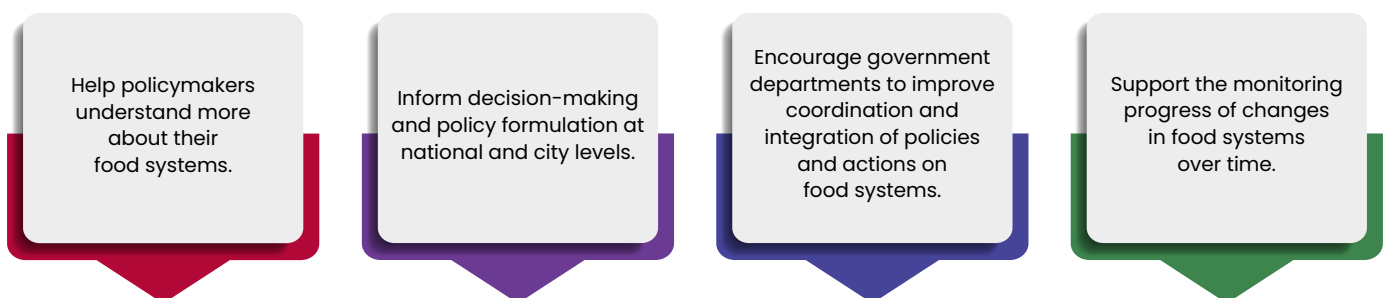 Help policymakers
understand more
about their
food systems.
Inform decision-making
and policy formulation at
national and city levels.
Encourage government
departments to improve
coordination and
integration of policies
and actions on
food systems.
Support the monitoring
progress of changes
in food systems
over time.